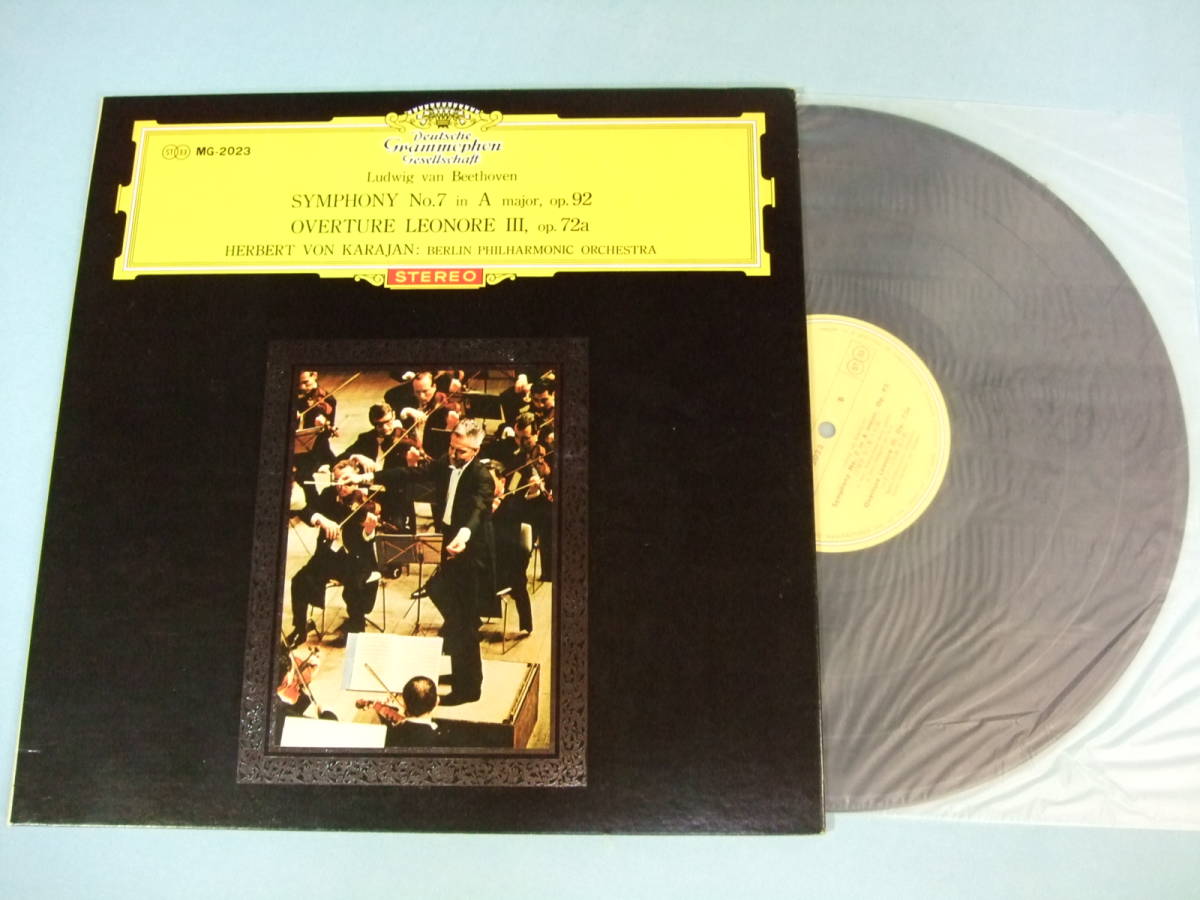 STEREO MG-2023
Deutsche
Grammophon
Gesellschaft
Ludwig van Beethoven
SYMPHONY No.7 in A major, op.92
OVERTURE LEONORE III, op.72a
HERBERT VON KARAJAN: BERLIN PHILHARMONIC ORCHESTRA
STEREO